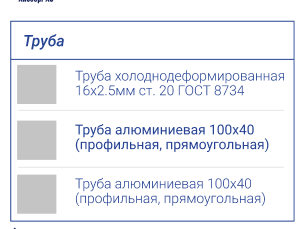 Труба
Труба холоднодеформированная
16х2.5мм ст. 20 ГОСТ 8734
Труба алюминиевая 100х40
(профильная, прямоугольная)
Труба алюминиевая 100х40
(профильная, прямоугольная)